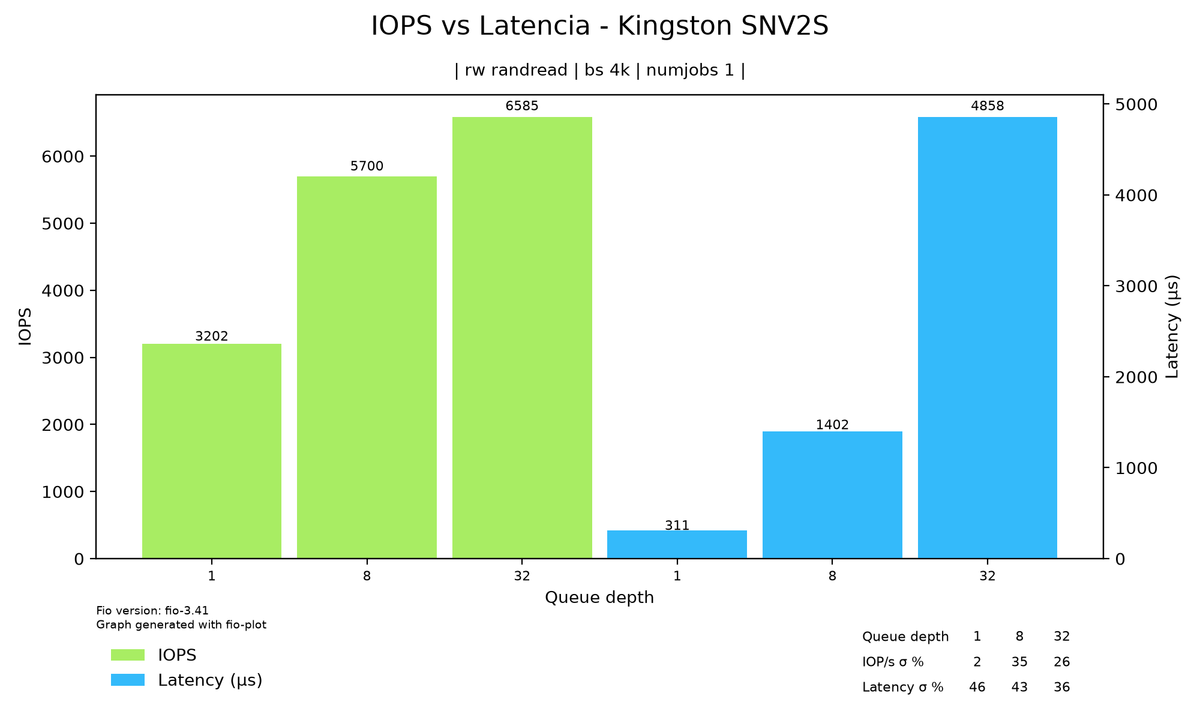 IOPS vs Latencia - Kingston SNV2S
| rw randread | bs 4k | numjobs 1 |
6585
4858
5000
6000
5700
4000
5000
4000
3000
IOPS
Latency (µs)
3202
3000
2000
2000
1402
1000
1000
311
0
0
1
8
32
1
8
32
Queue depth
Fio version: fio-3.41
Graph generated with fio-plot
IOPS
Latency (µs)
Queue depth 1 8 32
IOP/s σ % 2 35 26
Latency σ % 46 43 36